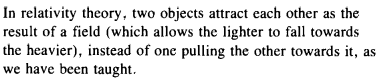 In relativity theory, two objects attract each other as the
result of a field (which allows the lighter to fall towards
the heavier), instead of one pulling the other towards it, as
we have been taught.